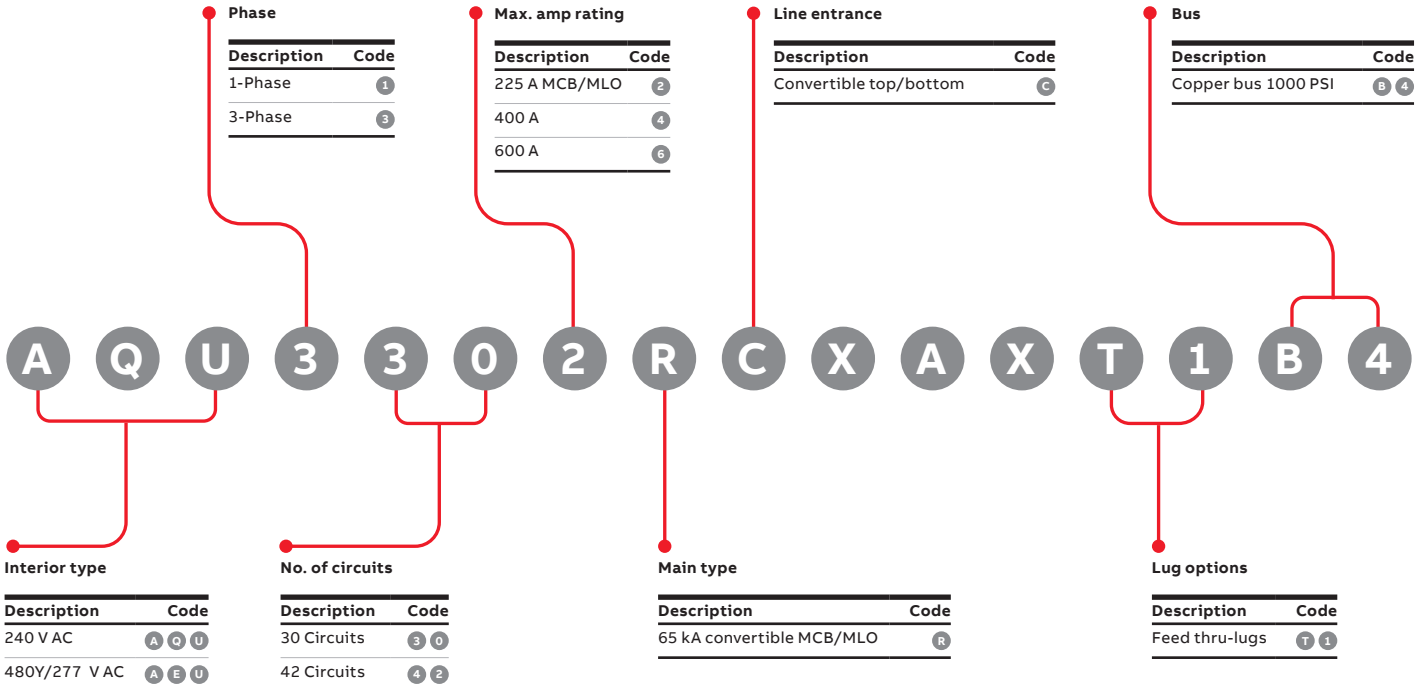 Phase
Description Code
1-Phase 1
3-Phase 3
Max. amp rating
Description Code
225 A MCB/MLO 2
400 A 4
600 A 6
Line entrance
Description Code
Convertible top/bottom C
Bus
Description Code
Copper bus 1000 PSI B 4
A Q U 3 3 0 2 R C X A X T 1 B 4
Interior type
Description Code
240 V AC A Q U
480Y/277 V AC A E U
No. of circuits
Description Code
30 Circuits 3 0
42 Circuits 4 2
Main type
Description Code
65 kA convertible MCB/MLO R
Lug options
Description Code
Feed thru-lugs T 1